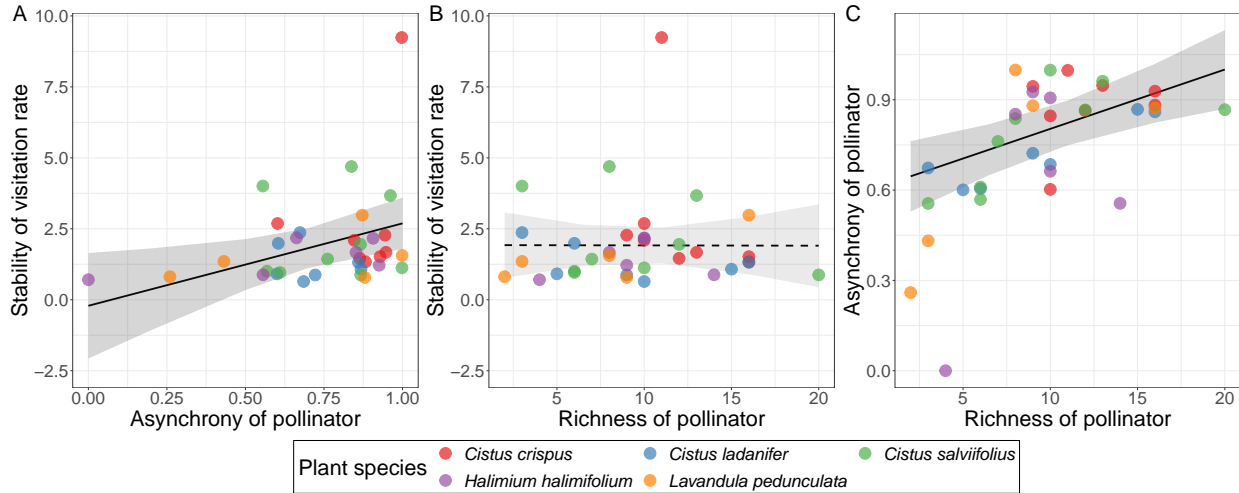 A
B
C
Stability of visitation rate
10.0
7.5
5.0
2.5
0.0
−2.5
0.00
0.25
0.50
0.75
1.00
Asynchrony of pollinator
Stability of visitation rate
10.0
7.5
5.0
2.5
0.0
−2.5
5
10
15
20
Richness of pollinator
Asynchrony of pollinator
0.9
0.6
0.3
0.0
5
10
15
20
Richness of pollinator
Plant species
Cistus crispus
Cistus ladanifer
Cistus salviifolius
Halimium halimifolium
Lavandula pedunculata